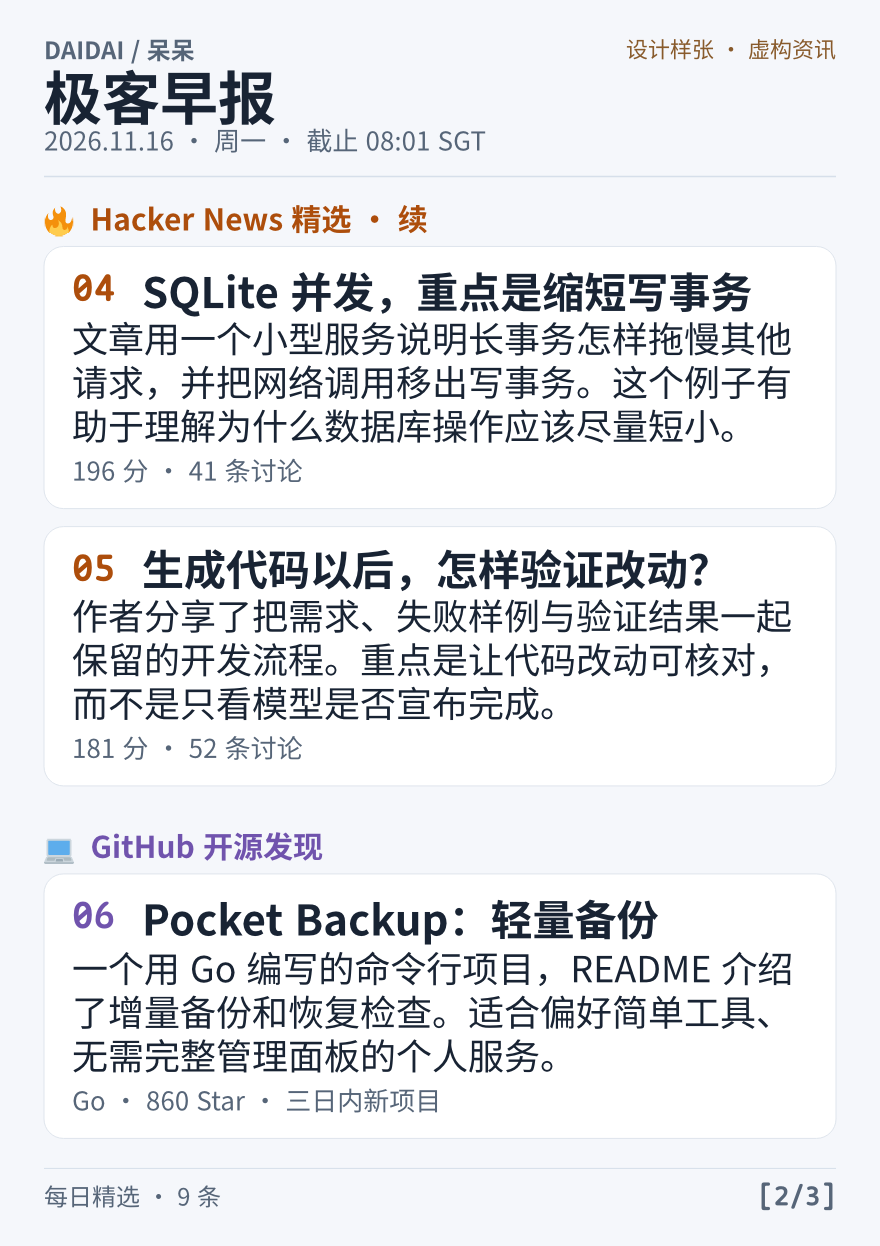 DAIDAI / 呆呆
设计样张 • 虚构资讯
极客早报
2026.11.16 • 周一 • 截止 08:01 SGT
Hacker News 精选 • 续
04 SQLite 并发，重点是缩短写事务
文章用一个小型服务说明长事务怎样拖慢其他
请求，并把网络调用移出写事务。这个例子有
助于理解为什么数据库操作应该尽量短小。
196 分 • 41 条讨论
05 生成代码以后，怎样验证改动？
作者分享了把需求、失败样例与验证结果一起
保留的开发流程。重点是让代码改动可核对，
而不是只看模型是否宣布完成。
181 分 • 52 条讨论
GitHub 开源发现
06 Pocket Backup：轻量备份
一个用 Go 编写的命令行项目，README 介绍
了增量备份和恢复检查。适合偏好简单工具、
无需完整管理面板的个人服务。
Go • 860 Star • 三日内新项目
每日精选 • 9 条
[2/3]